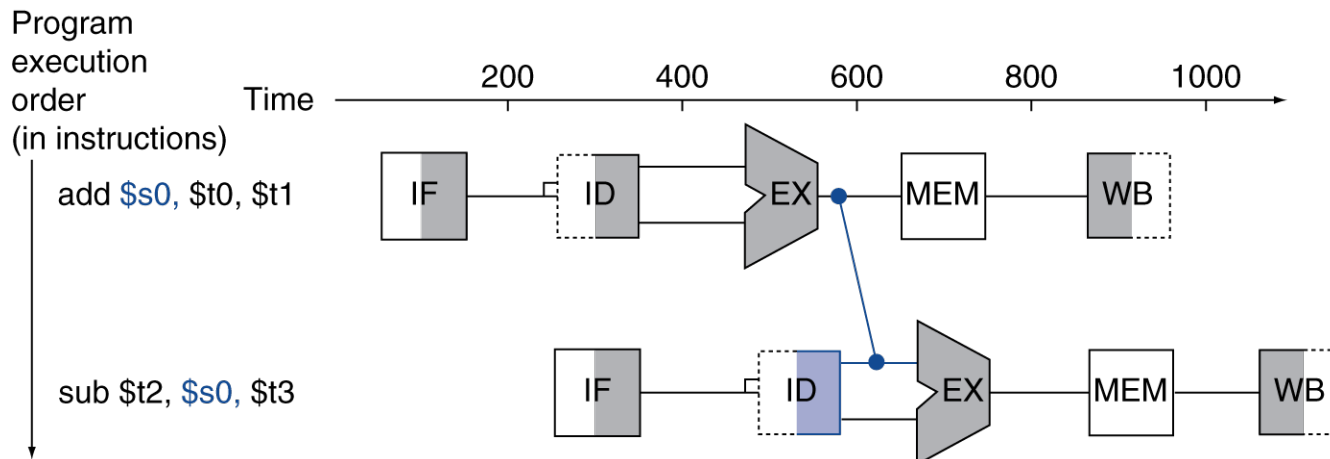 Program
execution
order
(in instructions)
Time
200 400 600 800 1000
add $s0, $t0, $t1
IF ID EX MEM WB
sub $t2, $s0, $t3
IF ID EX MEM WB